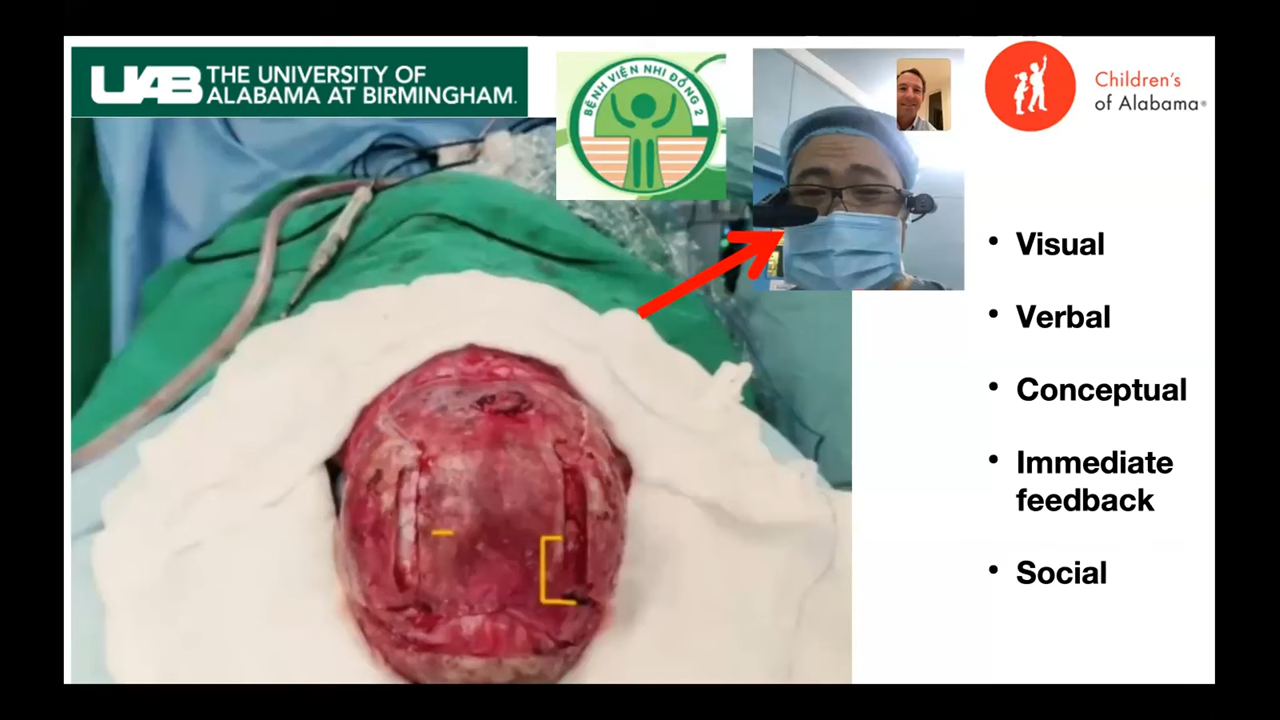 UAB THE UNIVERSITY OF
ALABAMA AT BIRMINGHAM.
BỆNH VIỆN NHI ĐỒNG 2
Children's
of Alabama®
• Visual
• Verbal
• Conceptual
• Immediate
feedback
• Social